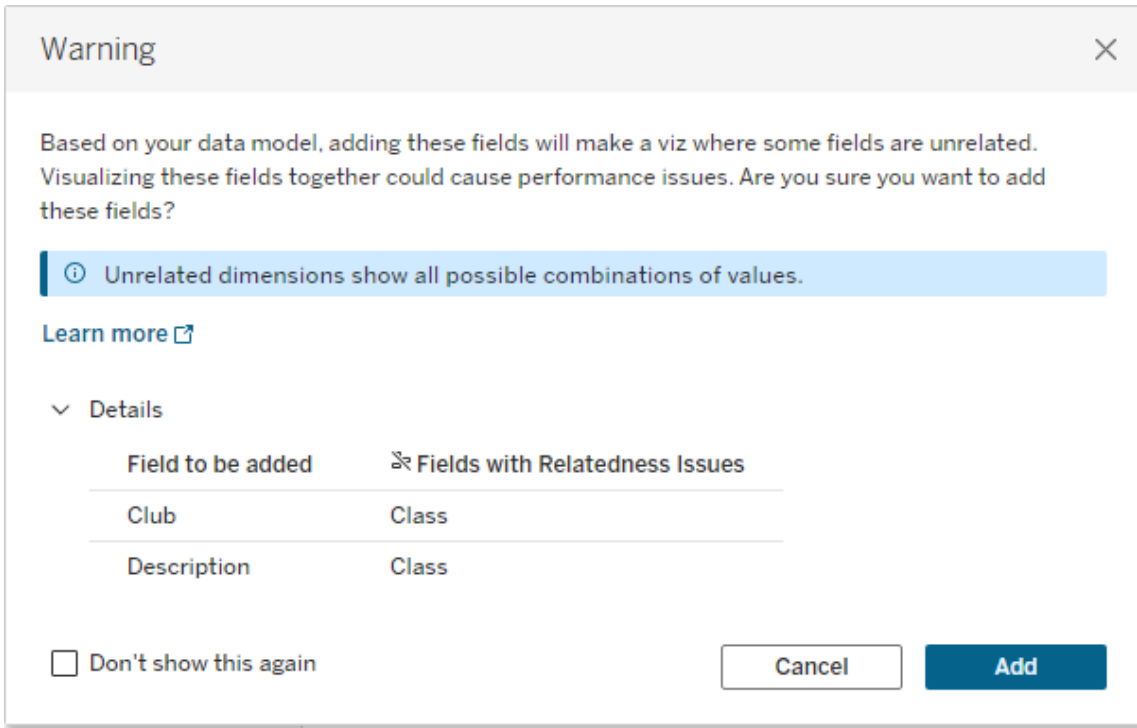 Warning
Based on your data model, adding these fields will make a viz where some fields are unrelated.
Visualizing these fields together could cause performance issues. Are you sure you want to add
these fields?
Unrelated dimensions show all possible combinations of values.
Learn more
Details
Field to be added Fields with Relatedness Issues
Club Class
Description Class
Don't show this again Cancel Add